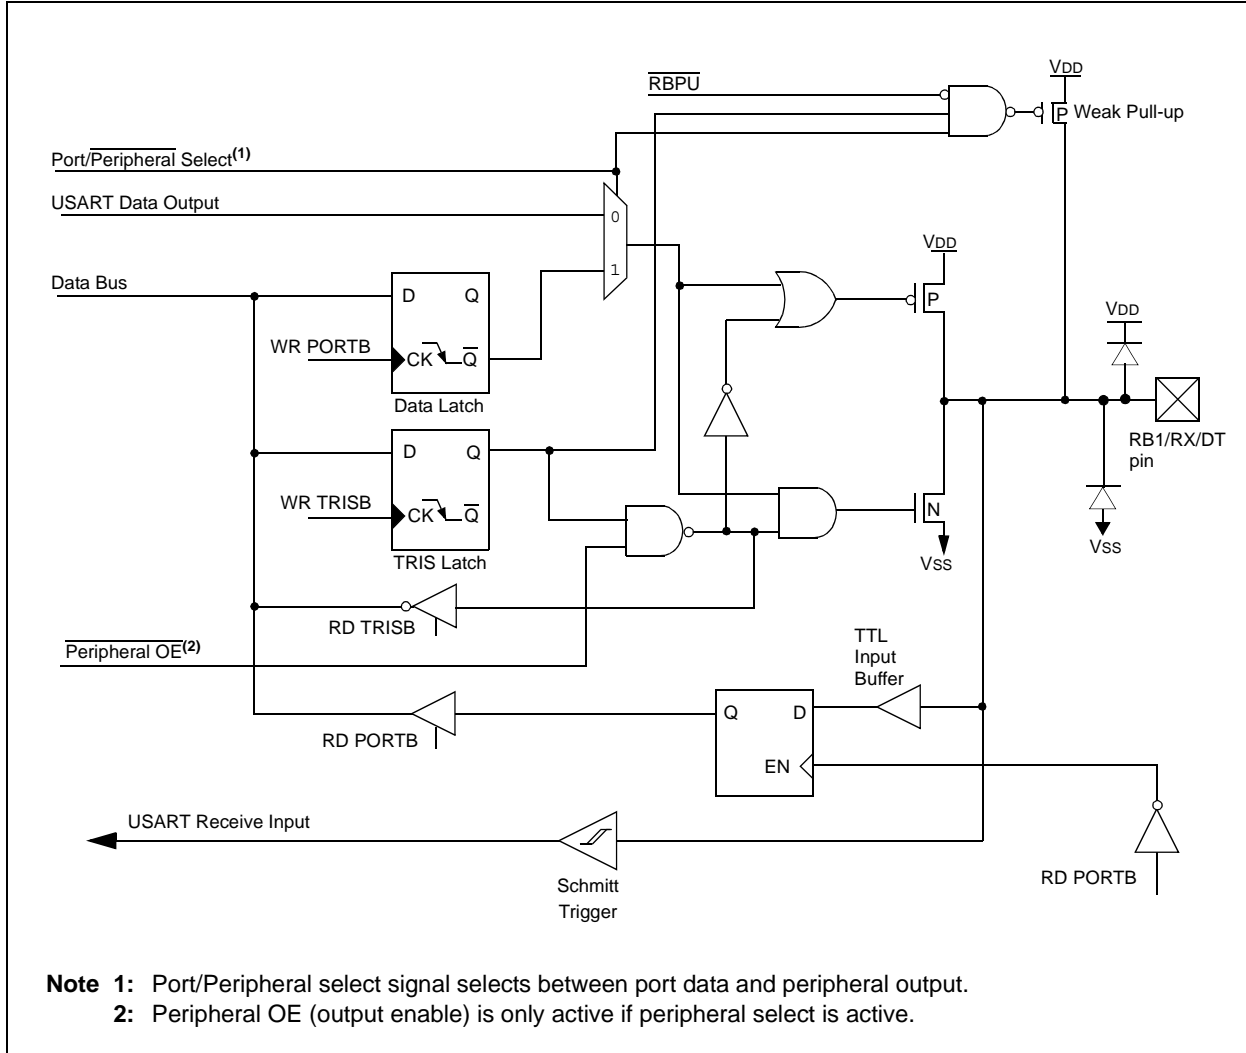 VDD
RBPU
P Weak Pull-up
Port/Peripheral Select(1)
USART Data Output
0
VDD
1
Data Bus
D Q
P
VDD
WR PORTB
CK Q
Data Latch
RB1/RX/DT
pin
D Q
WR TRISB
CK Q
N
TRIS Latch
VSS
VSS
RD TRISB
Peripheral OE(2)
TTL
Input
Buffer
Q D
RD PORTB
EN
USART Receive Input
Schmitt
Trigger
RD PORTB
Note 1: Port/Peripheral select signal selects between port data and peripheral output.
2: Peripheral OE (output enable) is only active if peripheral select is active.